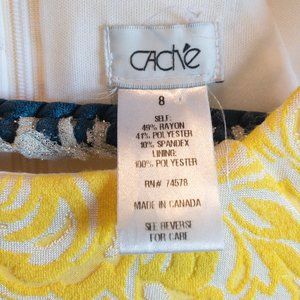 CACHÉ
8
SELF:
49% RAYON
41% POLYESTER
10% SPANDEX
LINING:
100% POLYESTER
RN# 74578
MADE IN CANADA
SEE REVERSE
FOR CARE